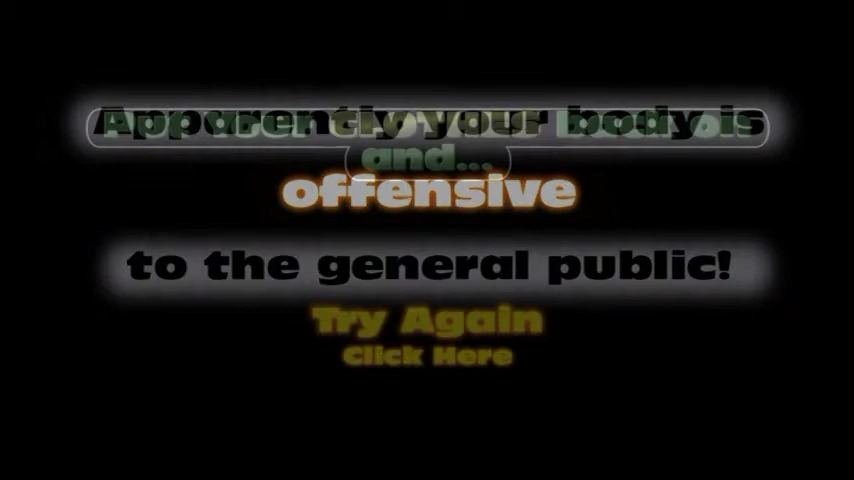 Apparently your body is
and...
offensive
to the general public!
Try Again
Click Here